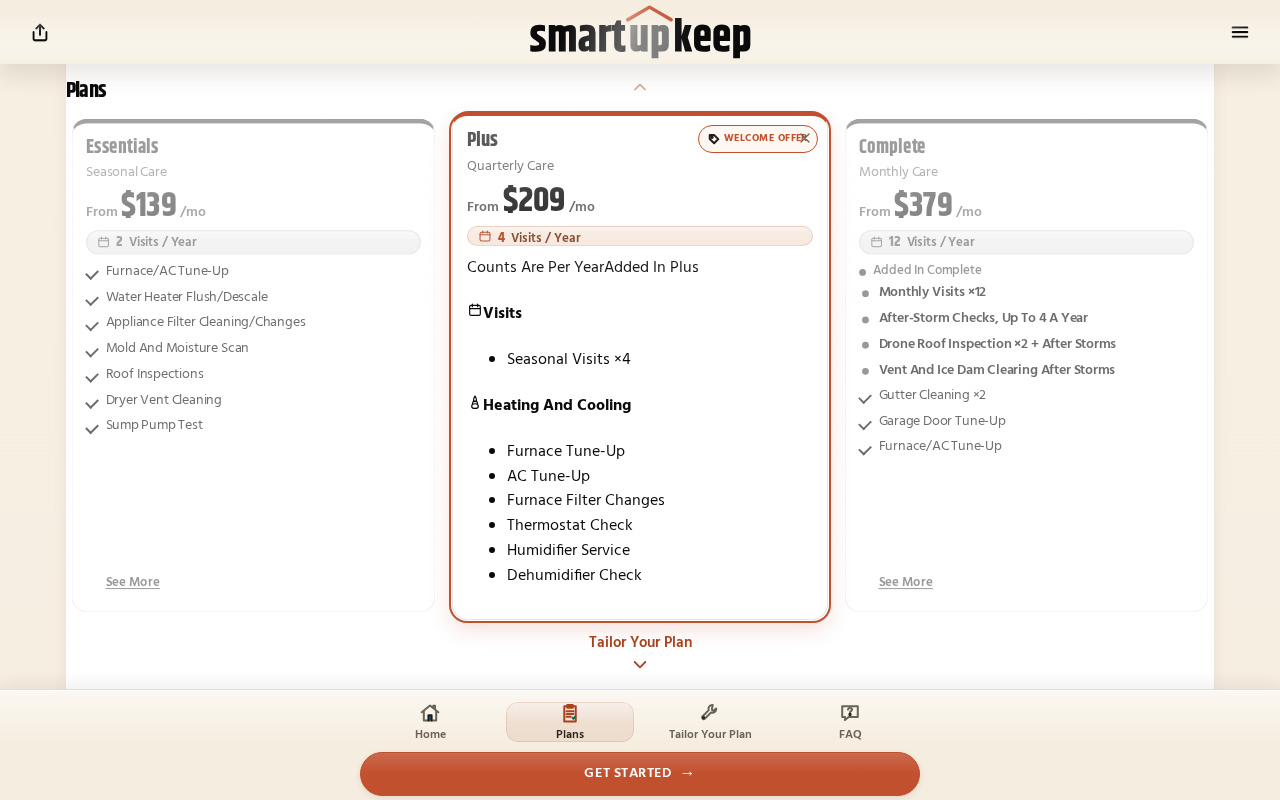 smartupkeep
Plans
Essentials
Seasonal Care
From $139 /mo
2 Visits / Year
Furnace/AC Tune-Up
Water Heater Flush/Descale
Appliance Filter Cleaning/Changes
Mold And Moisture Scan
Roof Inspections
Dryer Vent Cleaning
Sump Pump Test
See More
Plus
WELCOME OFFER
Quarterly Care
From $209 /mo
4 Visits / Year
Counts Are Per YearAdded In Plus
Visits
Seasonal Visits ×4
Heating And Cooling
Furnace Tune-Up
AC Tune-Up
Furnace Filter Changes
Thermostat Check
Humidifier Service
Dehumidifier Check
Complete
Monthly Care
From $379 /mo
12 Visits / Year
Added In Complete
Monthly Visits ×12
After-Storm Checks, Up To 4 A Year
Drone Roof Inspection ×2 + After Storms
Vent And Ice Dam Clearing After Storms
Gutter Cleaning ×2
Garage Door Tune-Up
Furnace/AC Tune-Up
See More
Tailor Your Plan
Home
Plans
Tailor Your Plan
FAQ
GET STARTED →